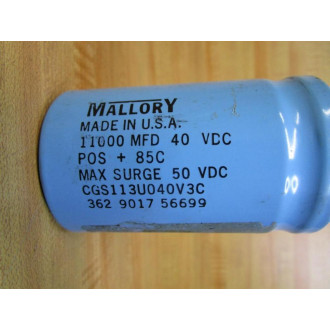 MALLORY
MADE IN U.S.A.
11000 MFD 40 VDC
POS + 85C
MAX SURGE 50 VDC
CGS113U040V3C
362 9017 56699